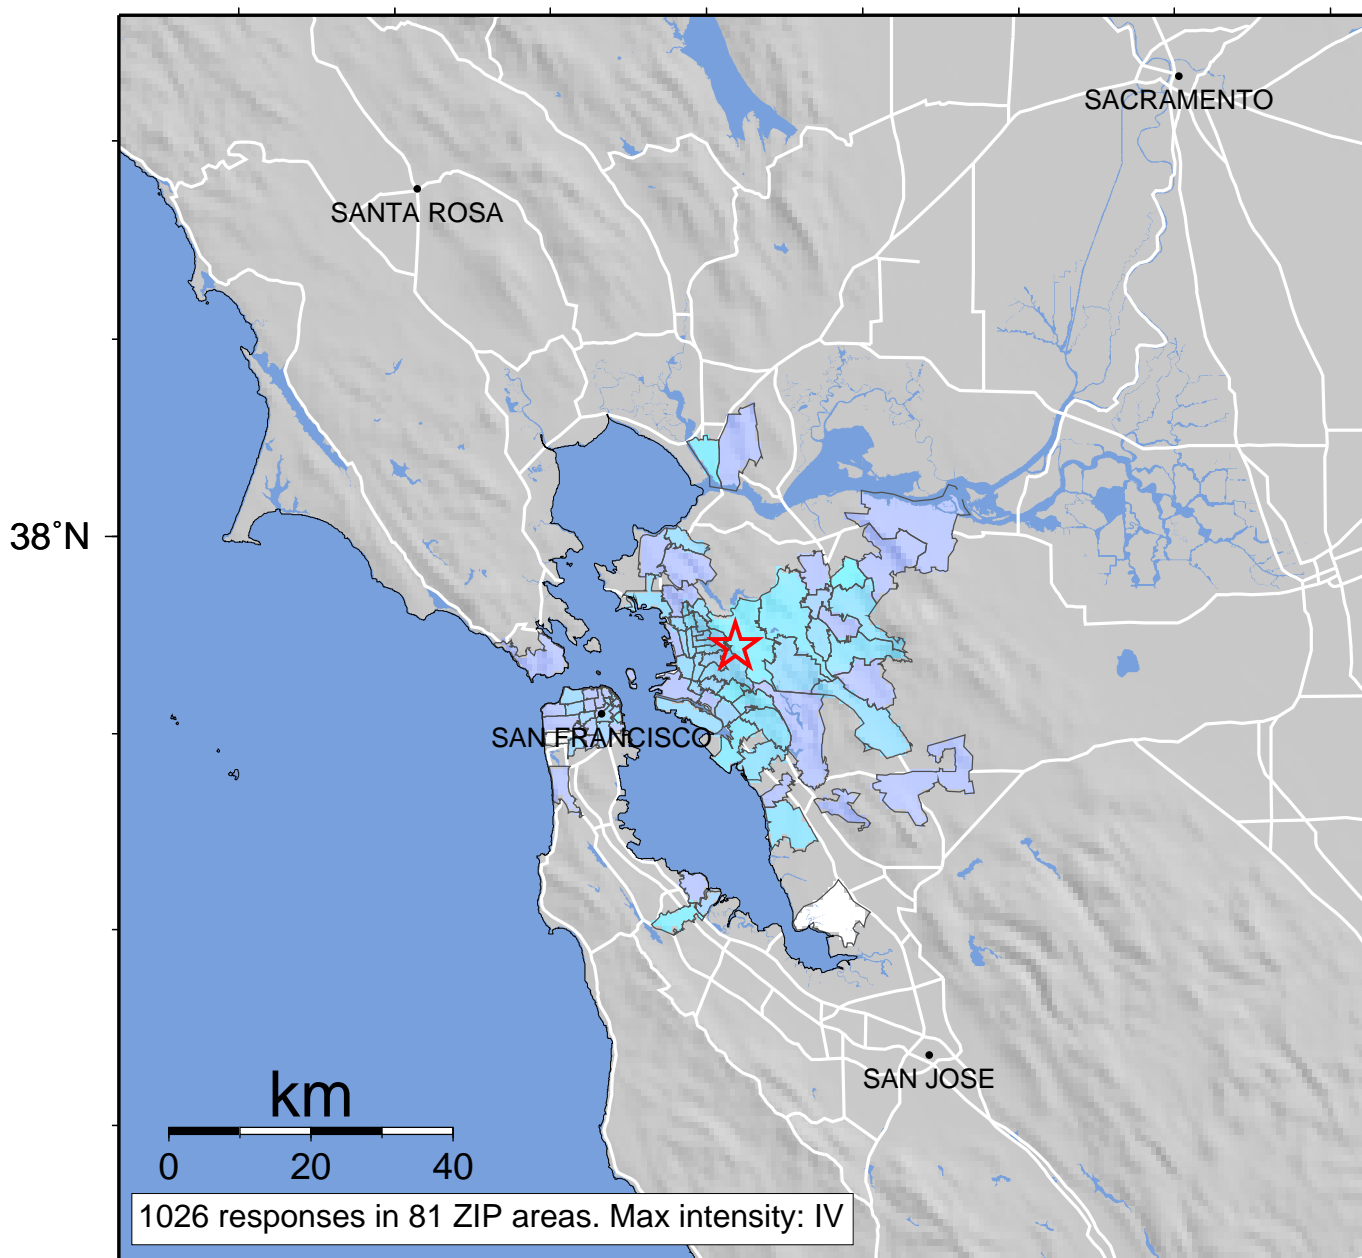 SACRAMENTO
SANTA ROSA
38°N
SAN FRANCISCO
SAN JOSE
km
0 20 40
1026 responses in 81 ZIP areas. Max intensity: IV